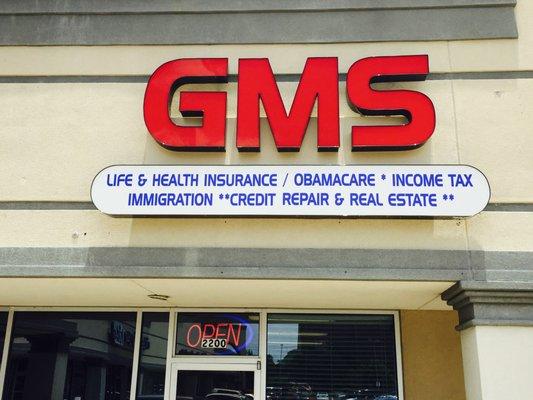 GMS
LIFE & HEALTH INSURANCE / OBAMACARE * INCOME TAX
IMMIGRATION **CREDIT REPAIR & REAL ESTATE **
OPEN
2200